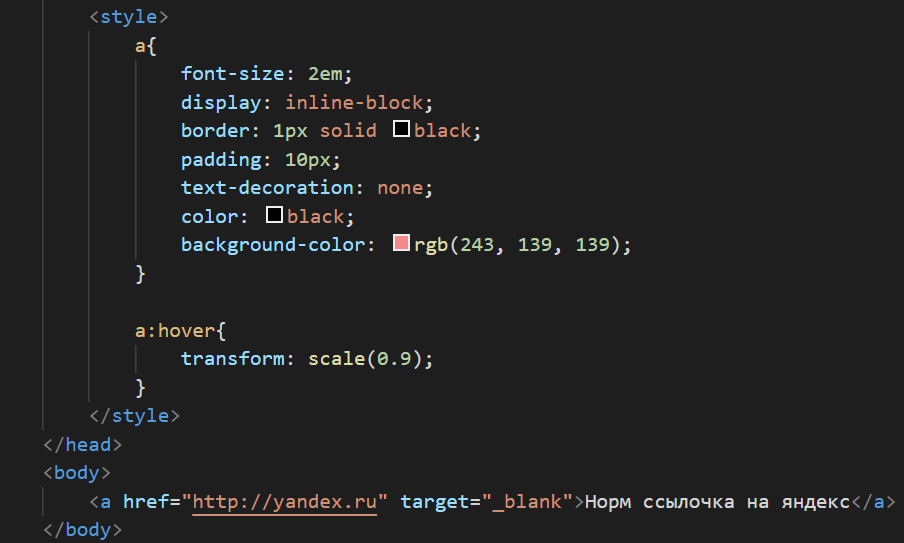 <style>
a{
font-size: 2em;
display: inline-block;
border: 1px solid black;
padding: 10px;
text-decoration: none;
color: black;
background-color: rgb(243, 139, 139);
}
a:hover{
transform: scale(0.9);
}
</style>
</head>
<body>
<a href="http://yandex.ru" target="_blank">Норм ссылочка на яндекс</a>
</body>